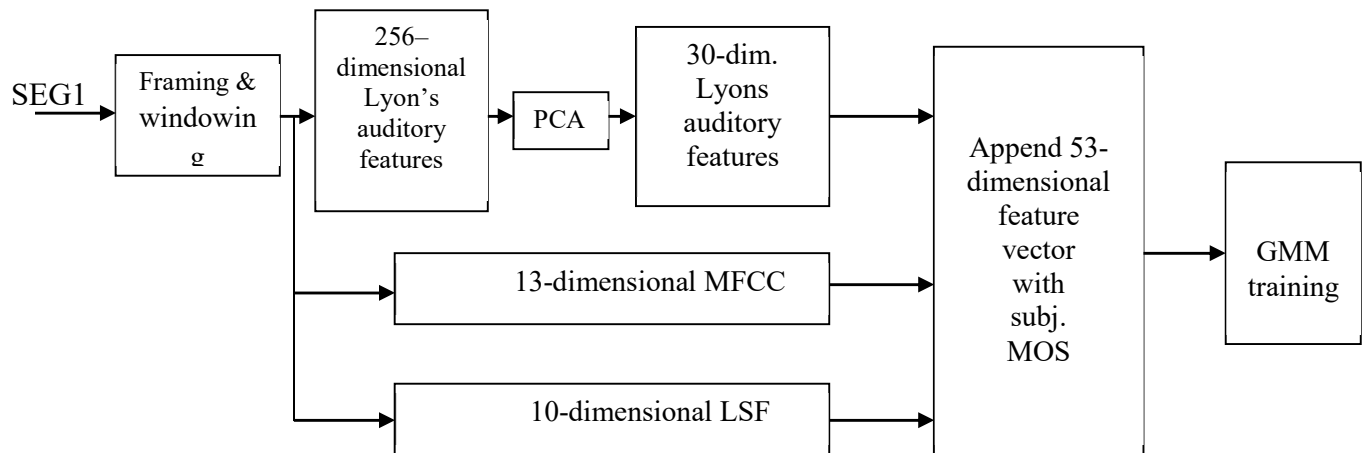 SEG1
Framing &
windowin
g
256–
dimensional
Lyon's
auditory
features
PCA
30-dim.
Lyons
auditory
features
13-dimensional MFCC
10-dimensional LSF
Append 53-
dimensional
feature
vector
with
subj.
MOS
GMM
training